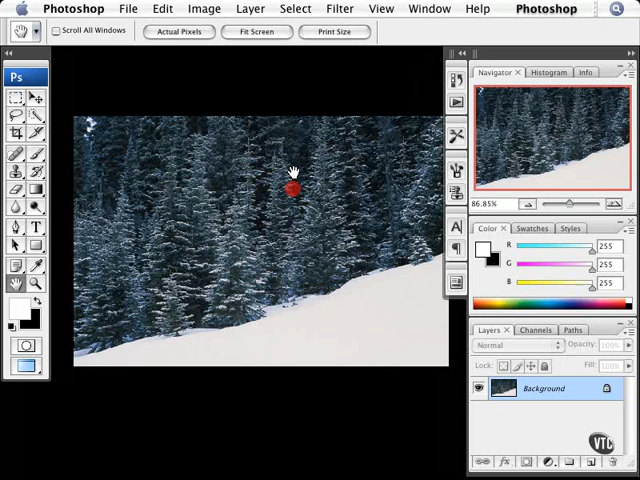 Photoshop File Edit Image Layer Select Filter View Window Help Photoshop
Scroll All Windows Actual Pixels Fit Screen Print Size
Ps
Navigator × Histogram Info
86.85%
Color × Swatches Styles
R 255
G 255
B 255
Layers × Channels Paths
Normal Opacity: 100%
Lock: Fill: 100%
Background
VTC